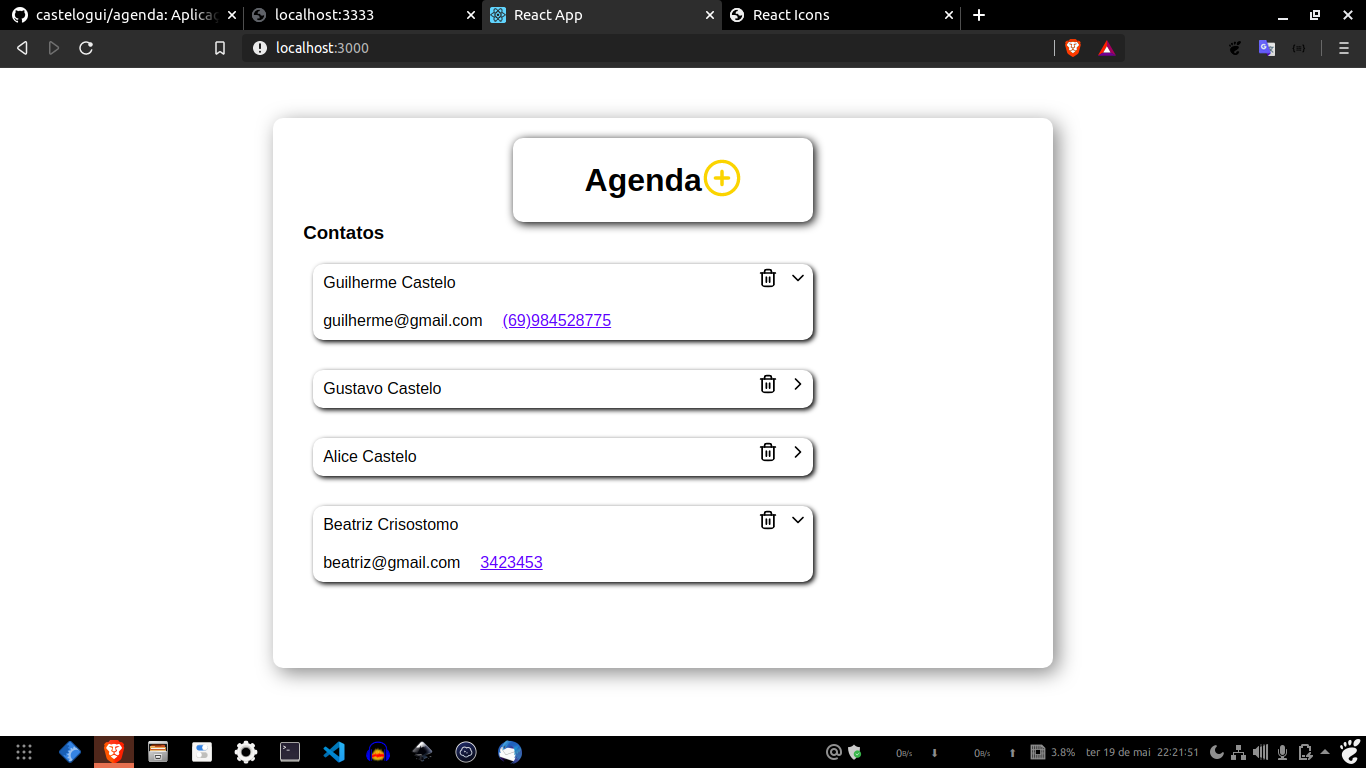 castelogui/agenda: Aplica
localhost:3333
React App
React Icons
localhost:3000
Agenda
Contatos
Guilherme Castelo
guilherme@gmail.com (69)984528775
Gustavo Castelo
Alice Castelo
Beatriz Crisostomo
beatriz@gmail.com 3423453
0B/s 0B/s 3.8% ter 19 de mai 22:21:51